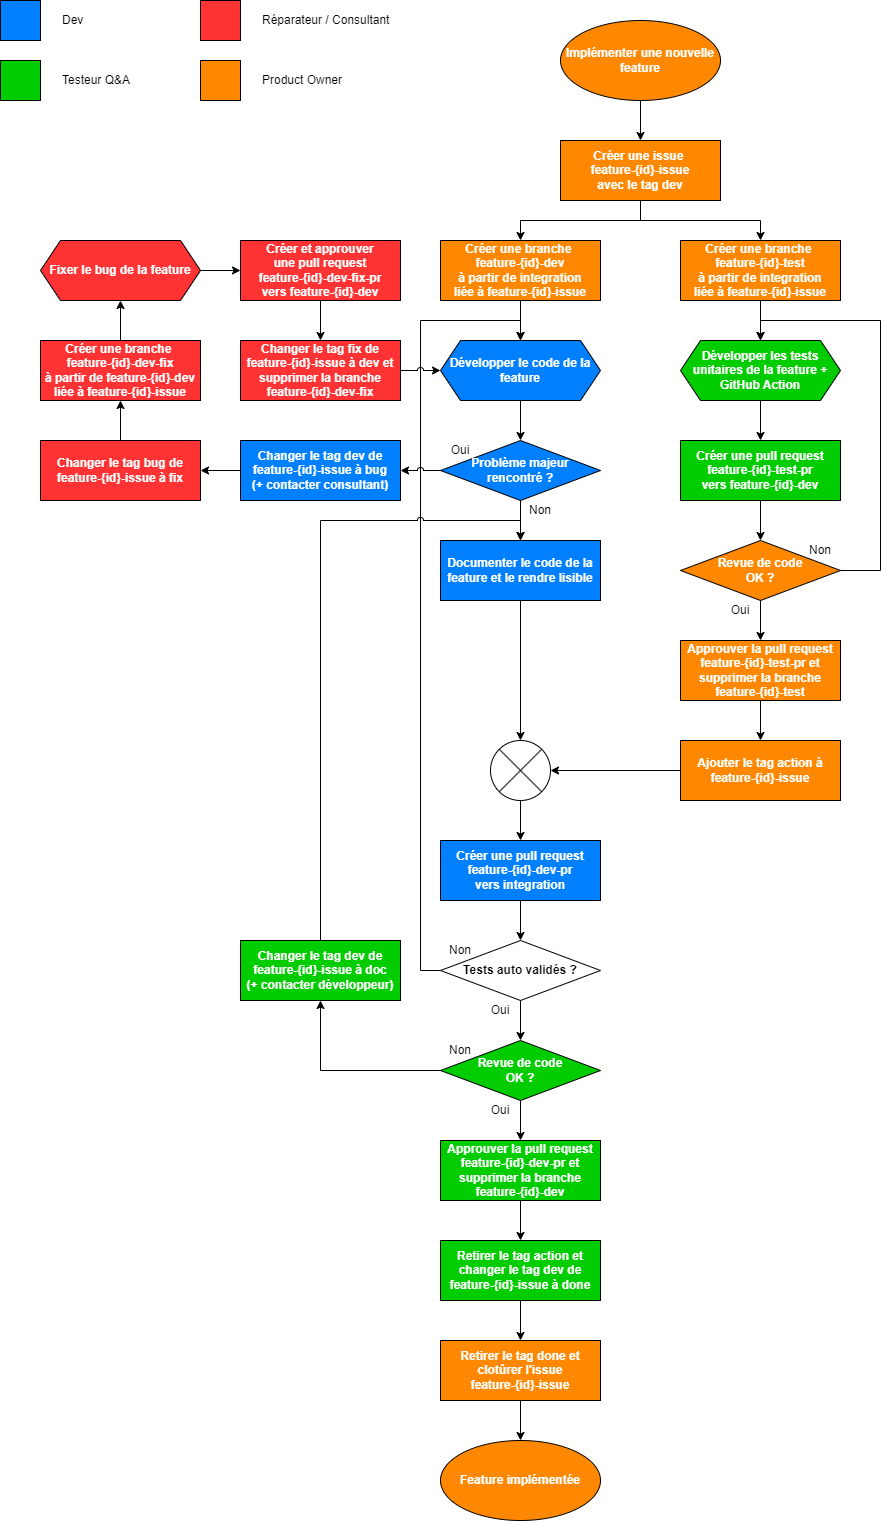 Dev
Réparateur / Consultant
Testeur Q&A
Product Owner
Implémenter une nouvelle
feature
Créer une issue
feature-{id}-issue
avec le tag dev
Fixer le bug de la feature
Créer et approuver
une pull request
feature-{id}-dev-fix-pr
vers feature-{id}-dev
Créer une branche
feature-{id}-dev
à partir de integration
liée à feature-{id}-issue
Créer une branche
feature-{id}-test
à partir de integration
liée à feature-{id}-issue
Créer une branche
feature-{id}-dev-fix
à partir de feature-{id}-dev
liée à feature-{id}-issue
Changer le tag fix de
feature-{id}-issue à dev et
supprimer la branche
feature-{id}-dev-fix
Développer le code de la
feature
Développer les tests
unitaires de la feature +
GitHub Action
Changer le tag bug de
feature-{id}-issue à fix
Changer le tag dev de
feature-{id}-issue à bug
(+ contacter consultant)
Oui
Problème majeur
rencontré ?
Non
Créer une pull request
feature-{id}-test-pr
vers feature-{id}-dev
Documenter le code de la
feature et le rendre lisible
Revue de code
OK ?
Non
Oui
Approuver la pull request
feature-{id}-test-pr et
supprimer la branche
feature-{id}-test
Ajouter le tag action à
feature-{id}-issue
Créer une pull request
feature-{id}-dev-pr
vers integration
Changer le tag dev de
feature-{id}-issue à doc
(+ contacter développeur)
Non
Tests auto validés ?
Oui
Non
Revue de code
OK ?
Oui
Approuver la pull request
feature-{id}-dev-pr et
supprimer la branche
feature-{id}-dev
Retirer le tag action et
changer le tag dev de
feature-{id}-issue à done
Retirer le tag done et
clotûrer l'issue
feature-{id}-issue
Feature implémentée